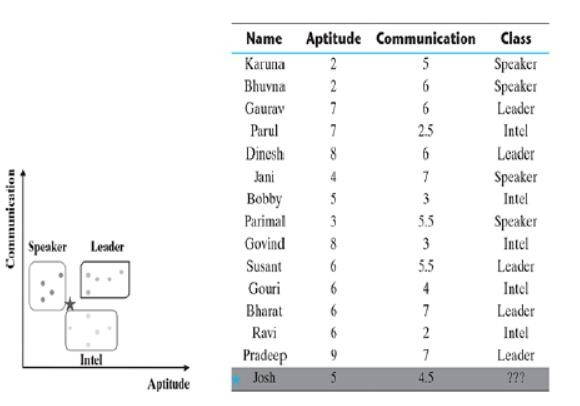 Communication
Speaker Leader
Intel
Aptitude
Name Aptitude Communication Class
Karuna 2 5 Speaker
Bhuvna 2 6 Speaker
Gaurav 7 6 Leader
Parul 7 2.5 Intel
Dinesh 8 6 Leader
Jani 4 7 Speaker
Bobby 5 3 Intel
Parimal 3 5.5 Speaker
Govind 8 3 Intel
Susant 6 5.5 Leader
Gouri 6 4 Intel
Bharat 6 7 Leader
Ravi 6 2 Intel
Pradeep 9 7 Leader
Josh 5 4.5 ???